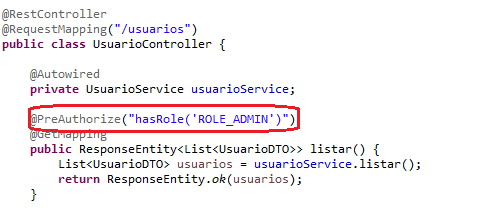 @RestController
@RequestMapping("/usuarios")
public class UsuarioController {
@Autowired
private UsuarioService usuarioService;
@PreAuthorize("hasRole('ROLE_ADMIN')")
@GetMapping
public ResponseEntity<List<UsuarioDTO>> listar() {
List<UsuarioDTO> usuarios = usuarioService.listar();
return ResponseEntity.ok(usuarios);
}